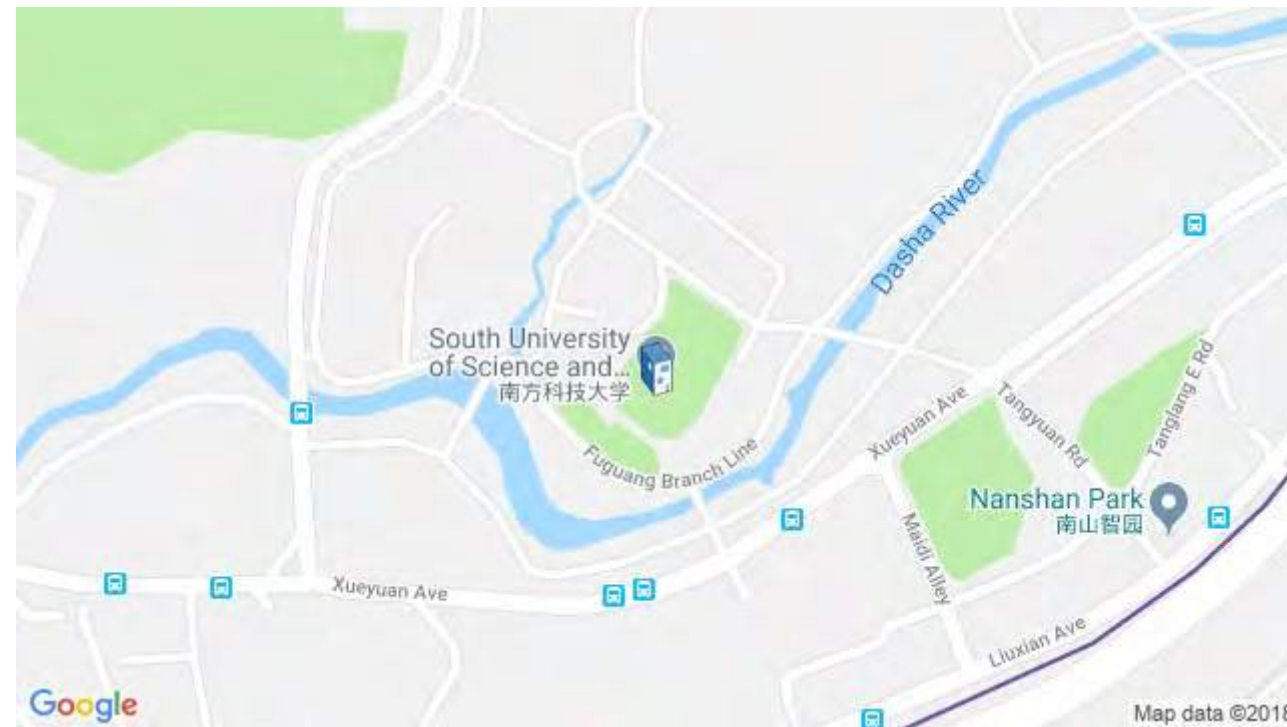 Dasha River
South University
of Science and...
南方科技大学
Tanglang E Rd
Xueyuan Ave
Tangyuan Rd
Fuguang Branch Line
Nanshan Park
南山智园
Maidi Alley
Xueyuan Ave
Liuxian Ave
Google
Map data ©2018